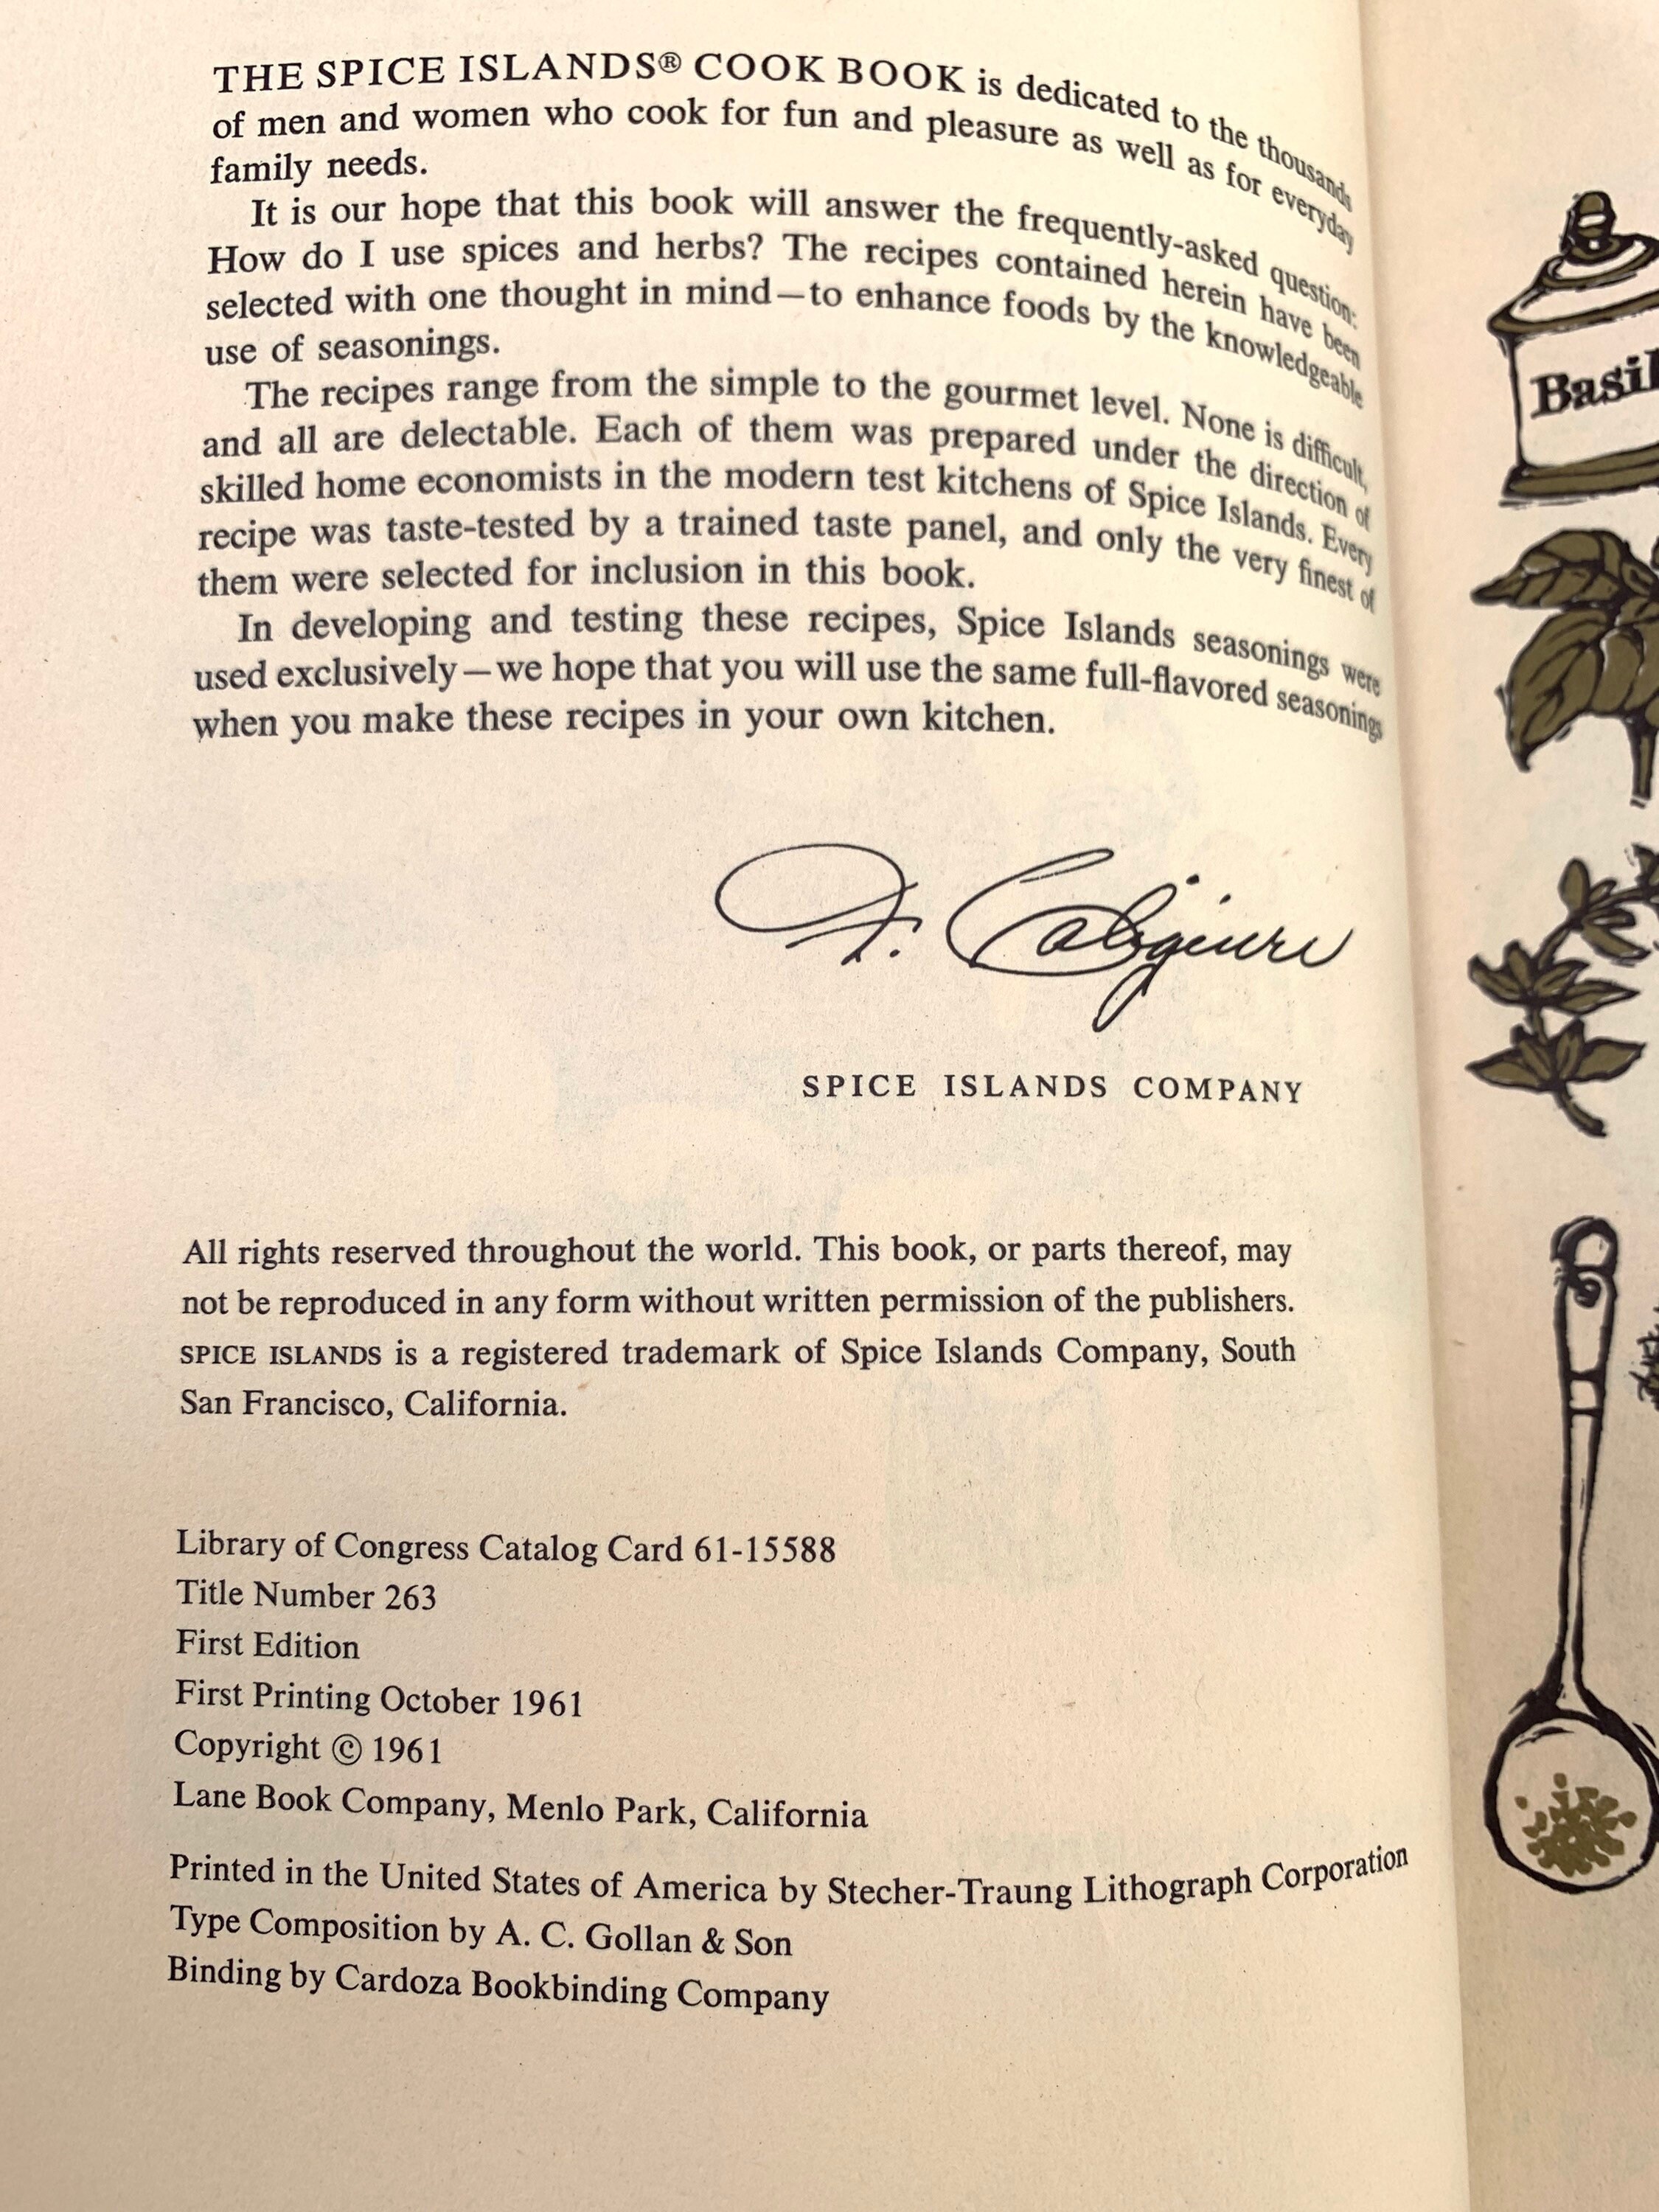 THE SPICE ISLANDS® COOK BOOK is dedicated to the thousands
of men and women who cook for fun and pleasure as well as for everyday
family needs.
It is our hope that this book will answer the frequently-asked question:
How do I use spices and herbs? The recipes contained herein have been
selected with one thought in mind—to enhance foods by the knowledgeable
use of seasonings.
The recipes range from the simple to the gourmet level. None is difficult,
and all are delectable. Each of them was prepared under the direction of
skilled home economists in the modern test kitchens of Spice Islands. Every
recipe was taste-tested by a trained taste panel, and only the very finest of
them were selected for inclusion in this book.
In developing and testing these recipes, Spice Islands seasonings were
used exclusively—we hope that you will use the same full-flavored seasonings
when you make these recipes in your own kitchen.
SPICE ISLANDS COMPANY
All rights reserved throughout the world. This book, or parts thereof, may
not be reproduced in any form without written permission of the publishers.
SPICE ISLANDS is a registered trademark of Spice Islands Company, South
San Francisco, California.
Library of Congress Catalog Card 61-15588
Title Number 263
First Edition
First Printing October 1961
Copyright © 1961
Lane Book Company, Menlo Park, California
Printed in the United States of America by Stecher-Traung Lithograph Corporation
Type Composition by A. C. Gollan & Son
Binding by Cardoza Bookbinding Company
Basil